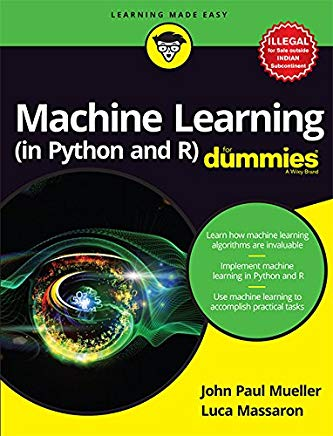 LEARNING MADE EASY
ILLEGAL
for Sale outside
INDIAN
Subcontinent
Machine Learning
(in Python and R) for dummies™
A Wiley Brand
Learn how machine learning
algorithms are invaluable
Implement machine
learning in Python and R
Use machine learning to
accomplish practical tasks
John Paul Mueller
Luca Massaron